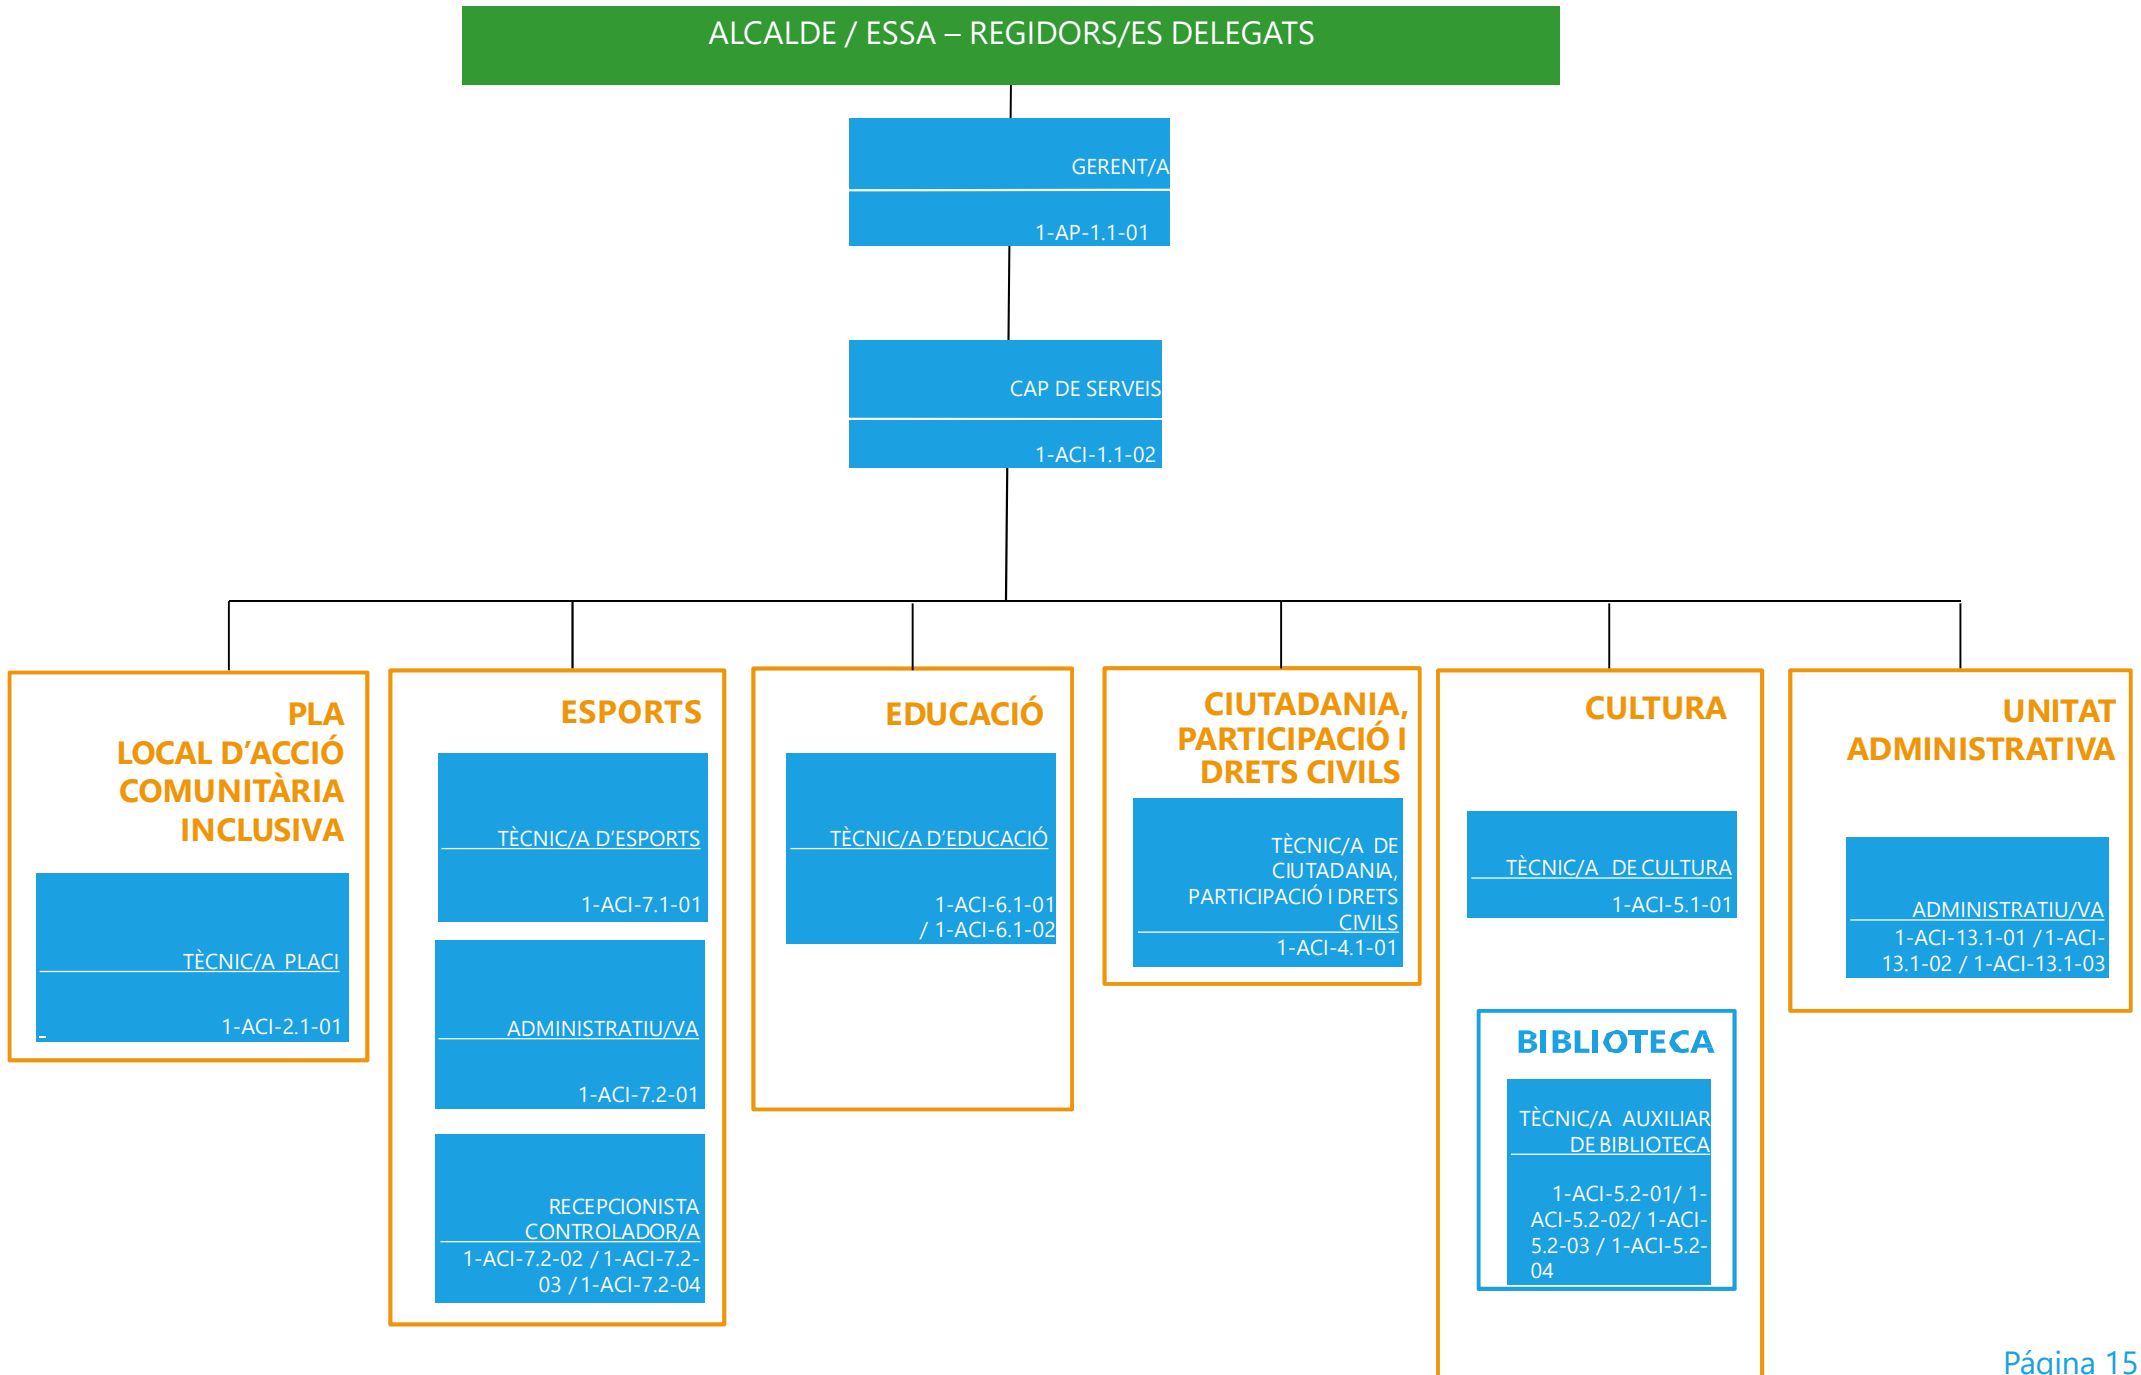 ALCALDE / ESSA – REGIDORS/ES DELEGATS
GERENT/A
1-AP-1.1-01
CAP DE SERVEIS
1-ACI-1.1-02
PLA
LOCAL D’ACCIÓ
COMUNITÀRIA
INCLUSIVA
TÈCNIC/A PLACI
1-ACI-2.1-01
ESPORTS
TÈCNIC/A D’ESPORTS
1-ACI-7.1-01
ADMINISTRATIU/VA
1-ACI-7.2-01
RECEPCIONISTA
CONTROLADOR/A
1-ACI-7.2-02 / 1-ACI-7.2-
03 / 1-ACI-7.2-04
EDUCACIÓ
TÈCNIC/A D’EDUCACIÓ
1-ACI-6.1-01
/ 1-ACI-6.1-02
CIUTADANIA,
PARTICIPACIÓ I
DRETS CIVILS
TÈCNIC/A DE
CIUTADANIA,
PARTICIPACIÓ I DRETS
CIVILS
1-ACI-4.1-01
CULTURA
TÈCNIC/A DE CULTURA
1-ACI-5.1-01
BIBLIOTECA
TÈCNIC/A AUXILIAR
DE BIBLIOTECA
1-ACI-5.2-01/ 1-
ACI-5.2-02/ 1-ACI-
5.2-03 / 1-ACI-5.2-
04
UNITAT
ADMINISTRATIVA
ADMINISTRATIU/VA
1-ACI-13.1-01 / 1-ACI-
13.1-02 / 1-ACI-13.1-03
Página 15